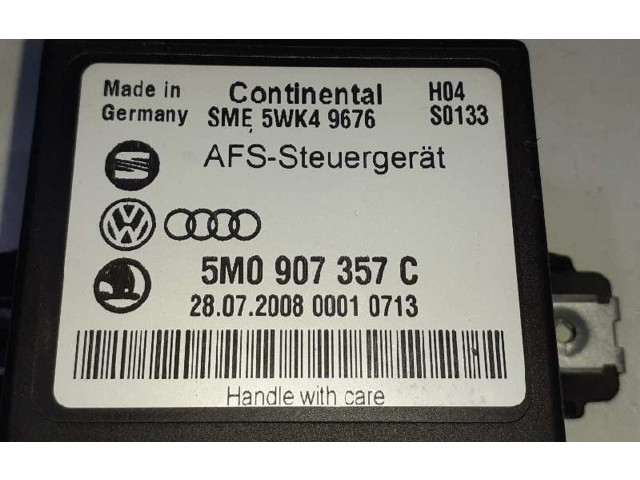 Made in Germany
Continental
SME 5WK4 9676
H04
S0133
AFS-Steuergerät
5M0 907 357 C
28.07.2008 0001 0713
Handle with care